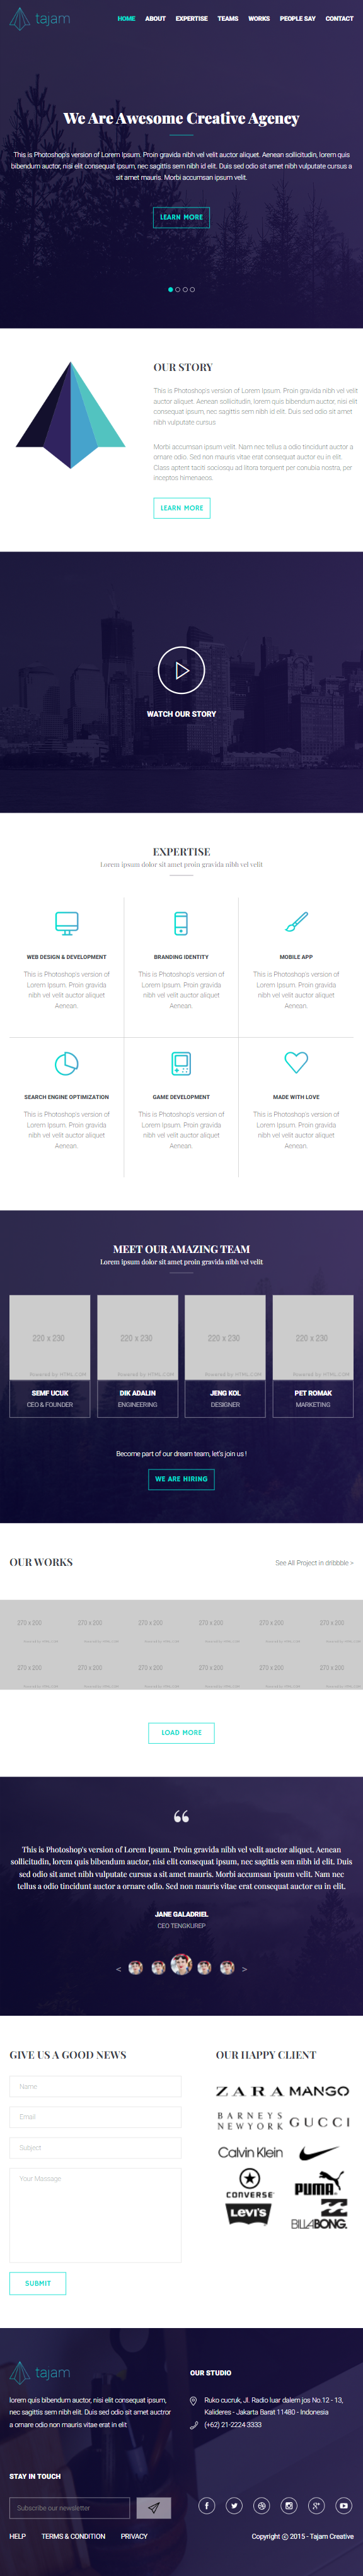 tajam
HOME ABOUT EXPERTISE TEAMS WORKS PEOPLE SAY CONTACT
We Are Awesome Creative Agency
This is Photoshop's version of Lorem Ipsum. Proin gravida nibh vel velit auctor aliquet. Aenean sollicitudin, lorem quis
bibendum auctor, nisi elit consequat ipsum, nec sagittis sem nibh id elit. Duis sed odio sit amet nibh vulputate cursus a
sit amet mauris. Morbi accumsan ipsum velit.
LEARN MORE
OUR STORY
This is Photoshop's version of Lorem Ipsum. Proin gravida nibh vel velit
auctor aliquet. Aenean sollicitudin, lorem quis bibendum auctor, nisi elit
consequat ipsum, nec sagittis sem nibh id elit. Duis sed odio sit amet
nibh vulputate cursus
Morbi accumsan ipsum velit. Nam nec tellus a odio tincidunt auctor a
ornare odio. Sed non mauris vitae erat consequat auctor eu in elit.
Class aptent taciti sociosqu ad litora torquent per conubia nostra, per
inceptos himenaeos.
LEARN MORE
WATCH OUR STORY
EXPERTISE
Lorem ipsum dolor sit amet proin gravida nibh vel velit
WEB DESIGN & DEVELOPMENT
This is Photoshop's version of
Lorem Ipsum. Proin gravida
nibh vel velit auctor aliquet
Aenean.
BRANDING IDENTITY
This is Photoshop's version of
Lorem Ipsum. Proin gravida
nibh vel velit auctor aliquet
Aenean.
MOBILE APP
This is Photoshop's version of
Lorem Ipsum. Proin gravida
nibh vel velit auctor aliquet
Aenean.
SEARCH ENGINE OPTIMIZATION
This is Photoshop's version of
Lorem Ipsum. Proin gravida
nibh vel velit auctor aliquet
Aenean.
GAME DEVELOPMENT
This is Photoshop's version of
Lorem Ipsum. Proin gravida
nibh vel velit auctor aliquet
Aenean.
MADE WITH LOVE
This is Photoshop's version of
Lorem Ipsum. Proin gravida
nibh vel velit auctor aliquet
Aenean.
MEET OUR AMAZING TEAM
Lorem ipsum dolor sit amet proin gravida nibh vel velit
220 x 230
Powered by HTML.COM
SEMF UCUK
CEO & FOUNDER
220 x 230
Powered by HTML.COM
DIK ADALIN
ENGINEERING
220 x 230
Powered by HTML.COM
JENG KOL
DESIGNER
220 x 230
Powered by HTML.COM
PET ROMAK
MARKETING
Become part of our dream team, let's join us !
WE ARE HIRING
OUR WORKS
See All Project in dribbble >
270 x 200 270 x 200 270 x 200 270 x 200 270 x 200 270 x 200
270 x 200 270 x 200 270 x 200 270 x 200 270 x 200 270 x 200
LOAD MORE
“
This is Photoshop's version of Lorem Ipsum. Proin gravida nibh vel velit auctor aliquet. Aenean
sollicitudin, lorem quis bibendum auctor, nisi elit consequat ipsum, nec sagittis sem nibh id elit. Duis
sed odio sit amet nibh vulputate cursus a sit amet mauris. Morbi accumsan ipsum velit. Nam nec
tellus a odio tincidunt auctor a ornare odio. Sed non mauris vitae erat consequat auctor eu in elit.
JANE GALADRIEL
CEO TENGKUREP
< >
GIVE US A GOOD NEWS
Name
Email
Subject
Your Massage
SUBMIT
OUR HAPPY CLIENT
ZARA MANGO
BARNEYS
NEWYORK
GUCCI
Calvin Klein
CONVERSE
PUMA
LEVI'S
BILLABONG
tajam
lorem quis bibendum auctor, nisi elit consequat ipsum,
nec sagittis sem nibh id elit. Duis sed odio sit amet auctror
a ornare odio non mauris vitae erat in elit
OUR STUDIO
Ruko cucruk, Jl. Radio luar dalem jos No.12 - 13,
Kalideres - Jakarta Barat 11480 - Indonesia
(+62) 21-2224 3333
STAY IN TOUCH
Subscribe our newsletter
HELP TERMS & CONDITION PRIVACY
Copyright © 2015 - Tajam Creative